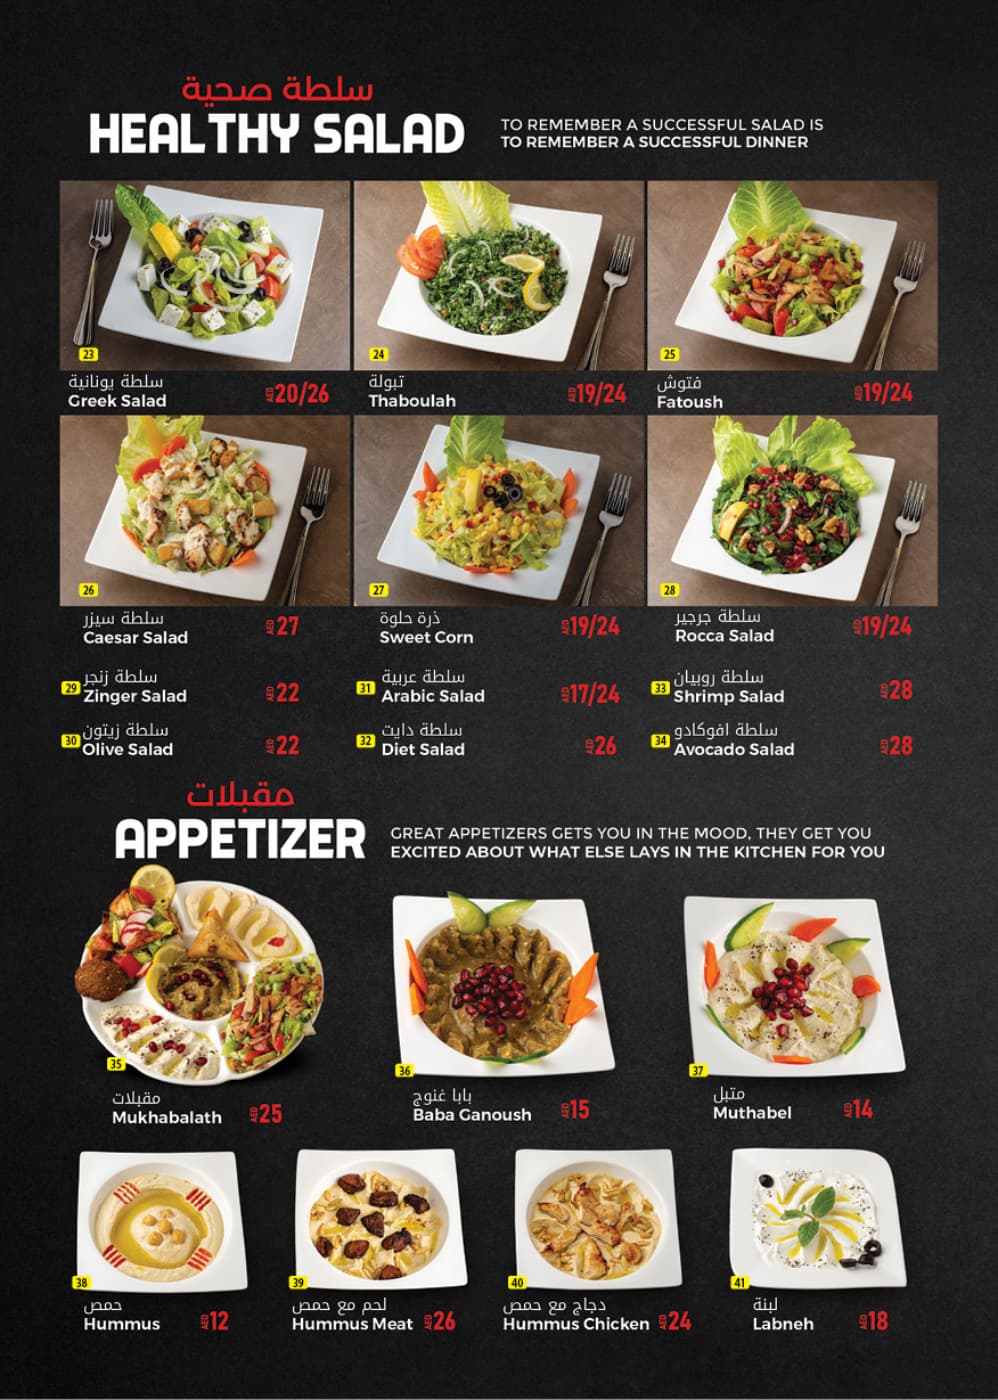 سلطة صحية
HEALTHY SALAD
TO REMEMBER A SUCCESSFUL SALAD IS
TO REMEMBER A SUCCESSFUL DINNER
23
سلطة يونانية
Greek Salad
AED 20/26
24
تبولة
Thaboulah
AED 19/24
25
فتوش
Fatoush
AED 19/24
26
سلطة سيزر
Caesar Salad
AED 27
27
ذرة حلوة
Sweet Corn
AED 19/24
28
سلطة جرجير
Rocca Salad
AED 19/24
29
سلطة زنجر
Zinger Salad
AED 22
31
سلطة عربية
Arabic Salad
AED 17/24
33
سلطة روبيان
Shrimp Salad
AED 28
30
سلطة زيتون
Olive Salad
AED 22
32
سلطة دايت
Diet Salad
AED 26
34
سلطة افوكادو
Avocado Salad
AED 28
مقبلات
APPETIZER
GREAT APPETIZERS GETS YOU IN THE MOOD, THEY GET YOU
EXCITED ABOUT WHAT ELSE LAYS IN THE KITCHEN FOR YOU
35
مقبلات
Mukhabalath
AED 25
36
بابا غنوج
Baba Ganoush
AED 15
37
متبل
Muthabel
AED 14
38
حمص
Hummus
AED 12
39
لحم مع حمص
Hummus Meat
AED 26
40
دجاج مع حمص
Hummus Chicken
AED 24
41
لبنة
Labneh
AED 18